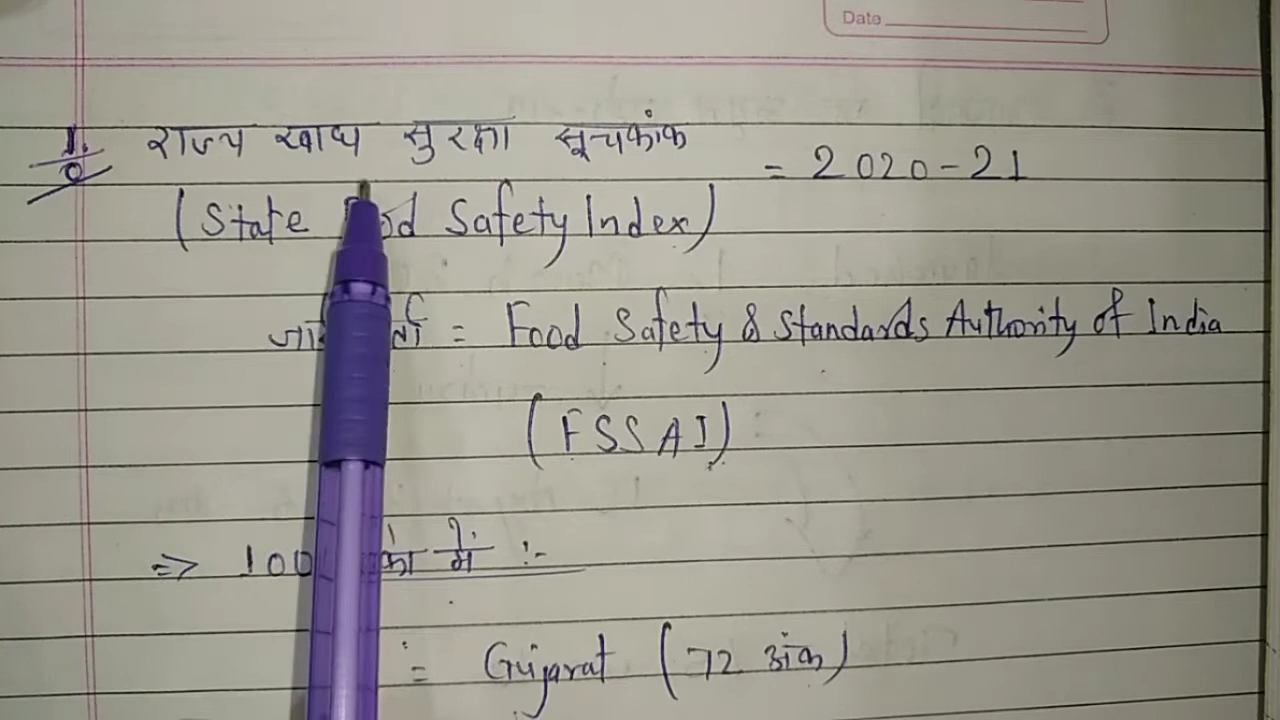 Date
1. राज्य खाद्य सुरक्षा सूचकांक = 2020-21
(State Food Safety Index)
= Food Safety & Standards Authority of India
(FSSAI)
=> 100 में :-
:= Gujarat (72 अंक)